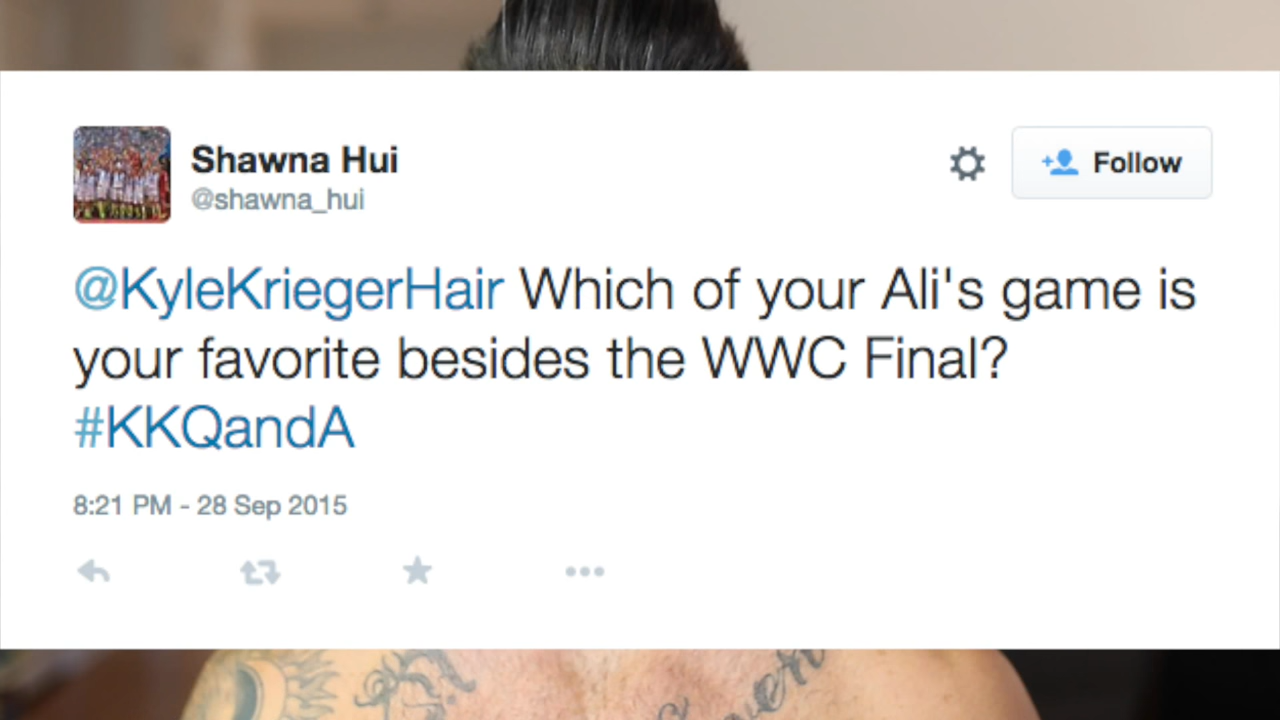 Shawna Hui
@shawna_hui
Follow
@KyleKriegerHair Which of your Ali's game is
your favorite besides the WWC Final?
#KKQandA
8:21 PM - 28 Sep 2015